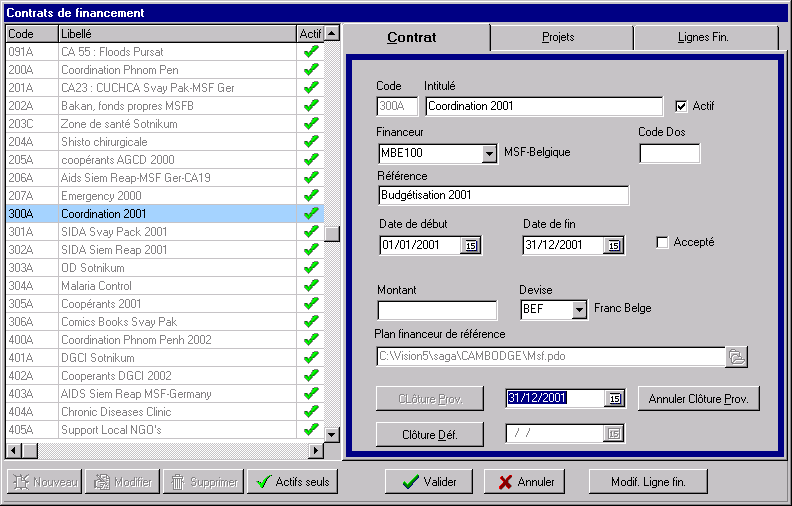 Contrats de financement
Code Libellé Actif
091A CA 55 : Floods Pursat
200A Coordination Phnom Pen
201A CA23 : CUCHCA Svay Pak-MSF Ger
202A Bakan, fonds propres MSFB
203C Zone de santé Sotnikum
204A Shisto chirurgicale
205A coopérants AGCD 2000
206A Aids Siem Reap-MSF Ger-CA19
207A Emergency 2000
300A Coordination 2001
301A SIDA Svay Pack 2001
302A SIDA Siem Reap 2001
303A OD Sotnikum
304A Malaria Control
305A Coopérants 2001
306A Comics Books Svay Pak
400A Coordination Phnom Penh 2002
401A DGCI Sotnikum
402A Cooperants DGCI 2002
403A AIDS Siem Reap MSF-Germany
404A Chronic Diseases Clinic
405A Support Local NGO's
Contrat Projets Lignes Fin.
Code Intitulé
300A Coordination 2001 Actif
Financeur Code Dos
MBE100 MSF-Belgique
Référence
Budgétisation 2001
Date de début Date de fin
01/01/2001 15 31/12/2001 15 Accepté
Montant Devise
BEF Franc Belge
Plan financeur de référence
C:\Vision5\saga\CAMBODGE\Msf.pdo
CLôture Prov. 31/12/2001 15 Annuler Clôture Prov.
Clôture Déf. / / 15
Nouveau Modifier Supprimer Actifs seuls Valider Annuler Modif. Ligne fin.